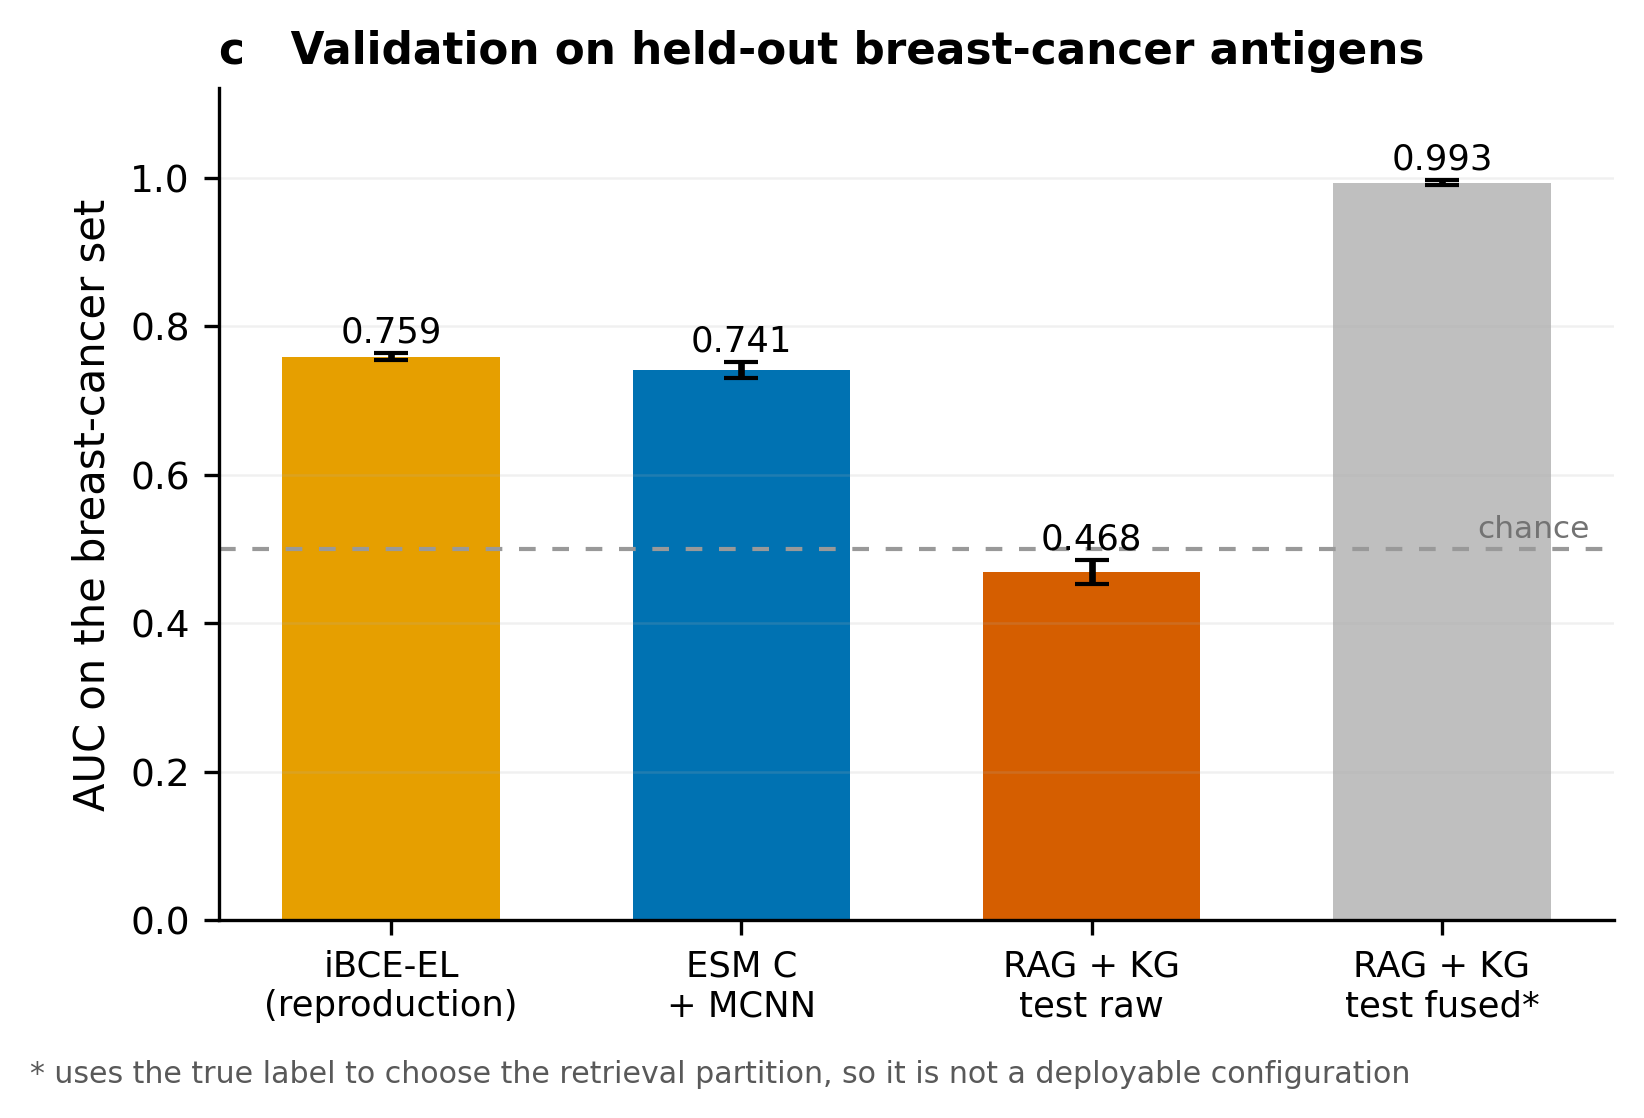 c Validation on held-out breast-cancer antigens
AUC on the breast-cancer set
1.0
0.8
0.6
0.4
0.2
0.0
0.759
0.741
0.468
0.993
chance
iBCE-EL
(reproduction)
ESM C
+ MCNN
RAG + KG
test raw
RAG + KG
test fused*
* uses the true label to choose the retrieval partition, so it is not a deployable configuration